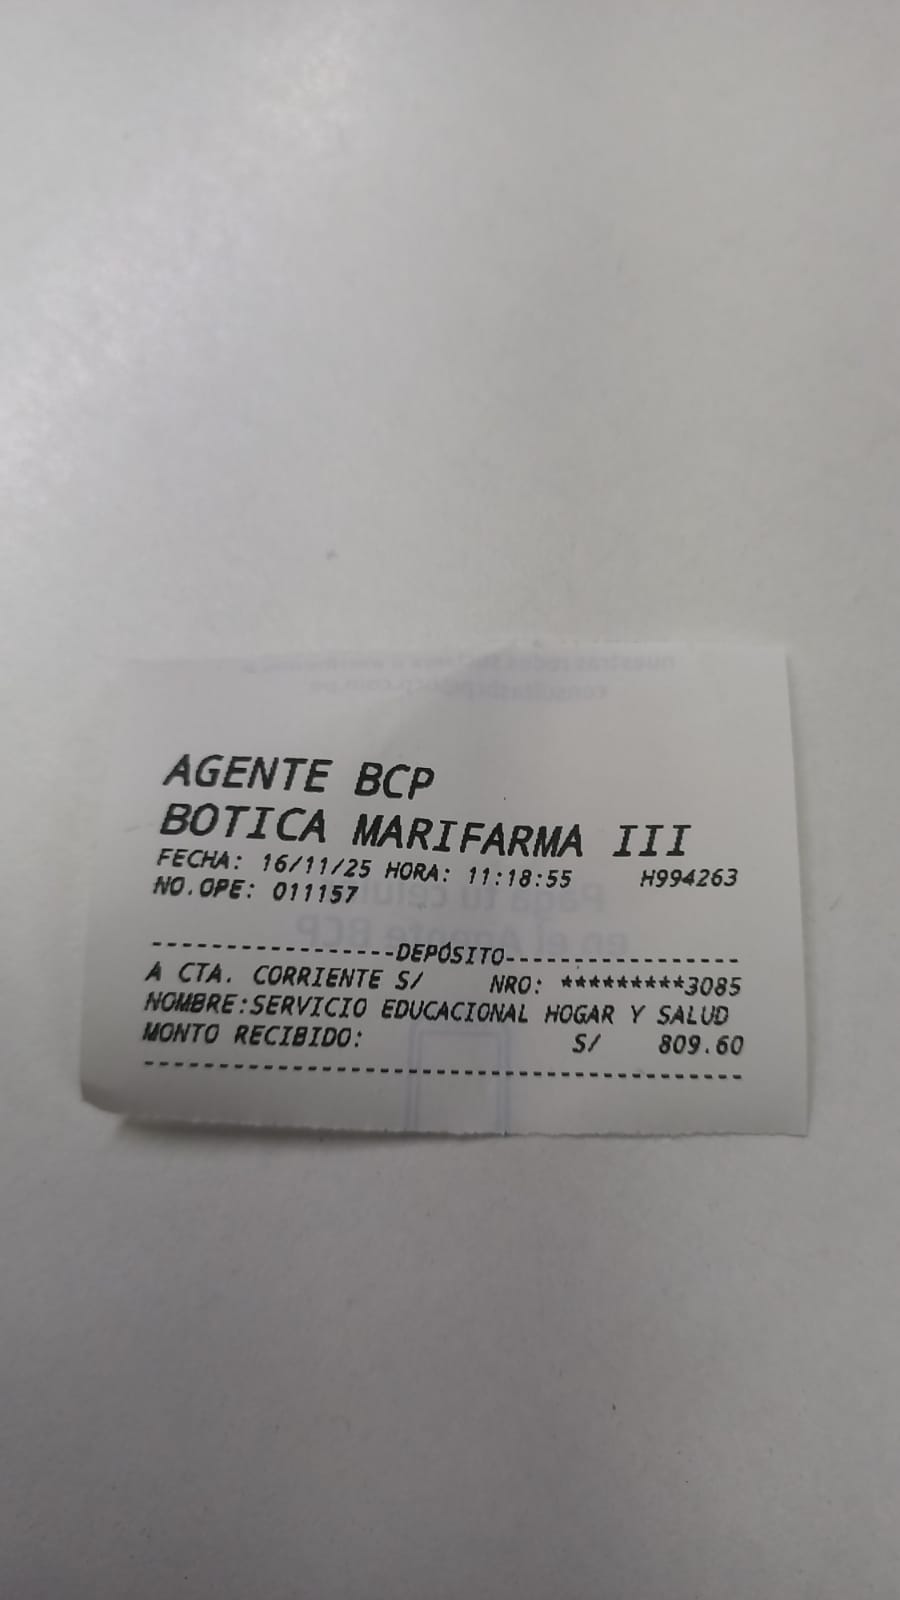 AGENTE BCP
BOTICA MARIFARMA III
FECHA: 16/11/25 HORA: 11:18:55 H994263
NO.OPE: 011157
------------------DEPÓSITO-----------------
A CTA. CORRIENTE S/ NRO: *********3085
NOMBRE:SERVICIO EDUCACIONAL HOGAR Y SALUD
MONTO RECIBIDO: S/ 809.60
-------------------------------------------